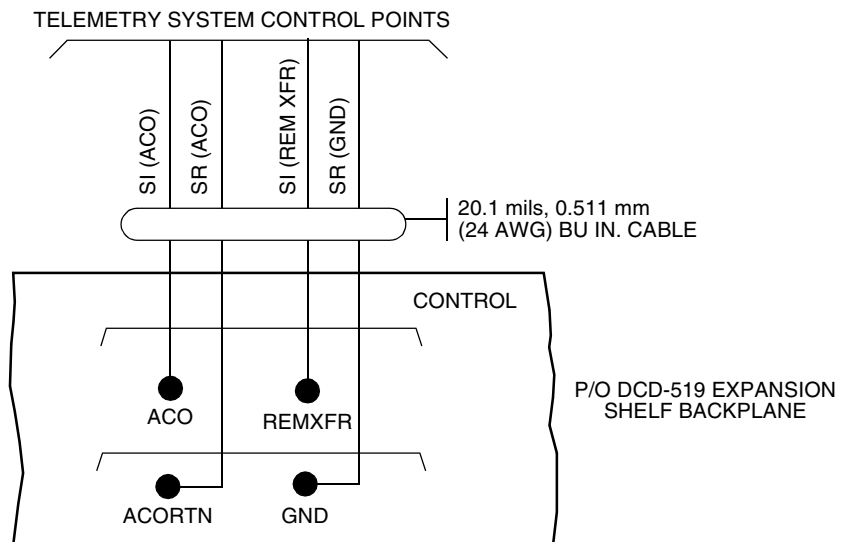 TELEMETRY SYSTEM CONTROL POINTS
SI (ACO)
SR (ACO)
SI (REM XFR)
SR (GND)
20.1 mils, 0.511 mm
(24 AWG) BU IN. CABLE
CONTROL
ACO
REMXFR
P/O DCD-519 EXPANSION
SHELF BACKPLANE
ACORTN
GND